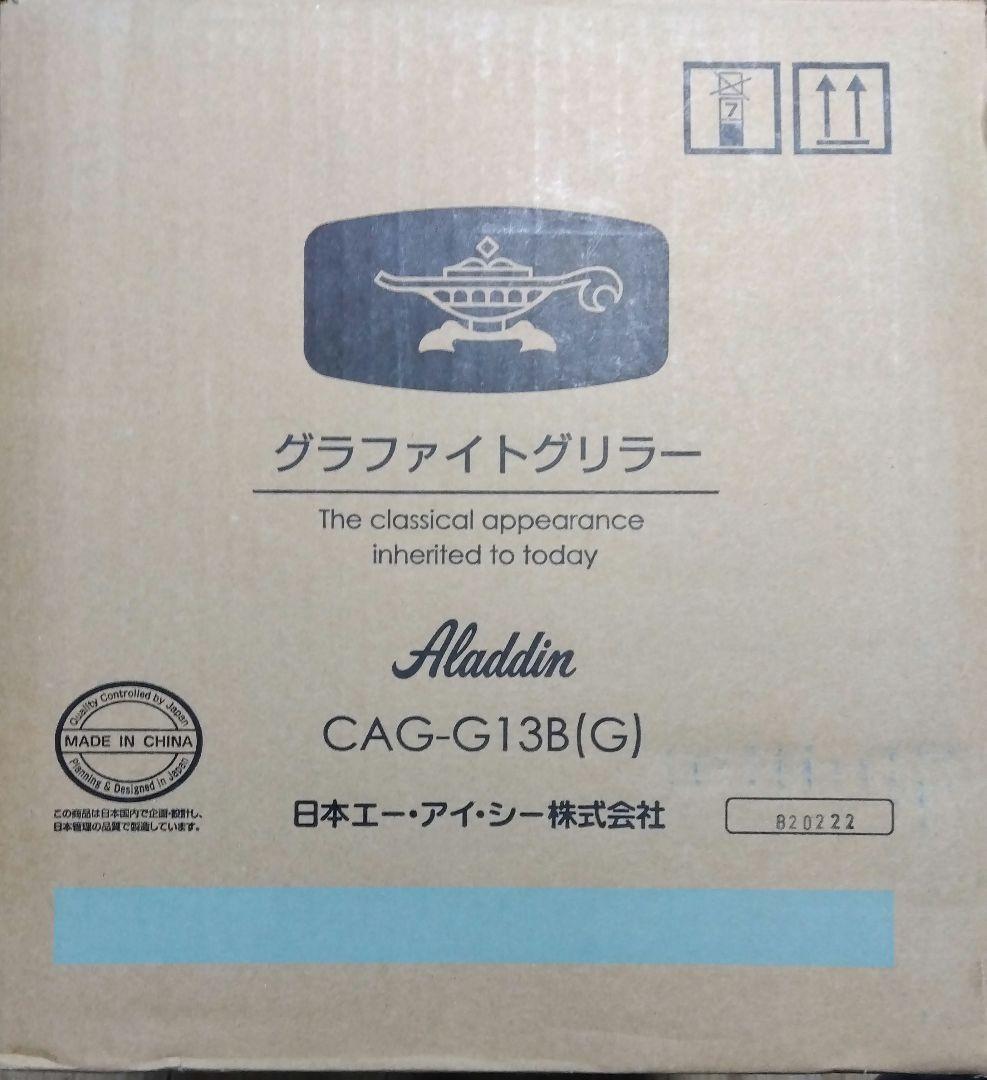 7
グラファイトグリラー
The classical appearance
inherited to today
Aladdin
CAG-G13B(G)
Quality Controlled by Japan
MADE IN CHINA
Planning & Designed in Japan
この商品は日本国内で企画・設計し、
日本管理の品質で製造しています。
日本エー・アイ・シー株式会社
820222